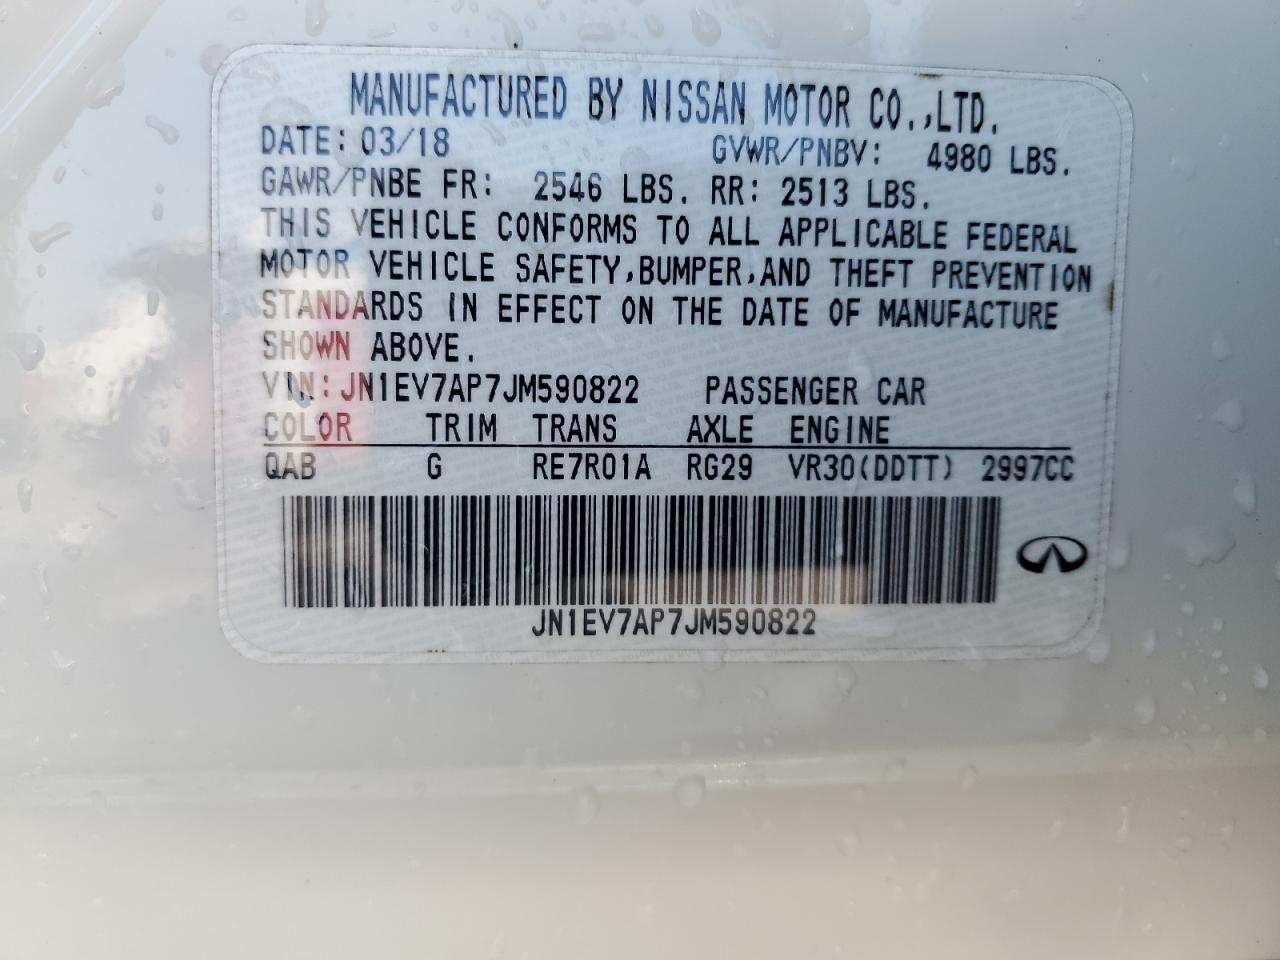 MANUFACTURED BY NISSAN MOTOR CO.,LTD.
DATE: 03/18 GVWR/PNBV: 4980 LBS.
GAWR/PNBE FR: 2546 LBS. RR: 2513 LBS.
THIS VEHICLE CONFORMS TO ALL APPLICABLE FEDERAL
MOTOR VEHICLE SAFETY,BUMPER,AND THEFT PREVENTION
STANDARDS IN EFFECT ON THE DATE OF MANUFACTURE
SHOWN ABOVE.
VIN: JN1EV7AP7JM590822 PASSENGER CAR
COLOR TRIM TRANS AXLE ENGINE
QAB G RE7R01A RG29 VR30(DDTT) 2997CC
JN1EV7AP7JM590822